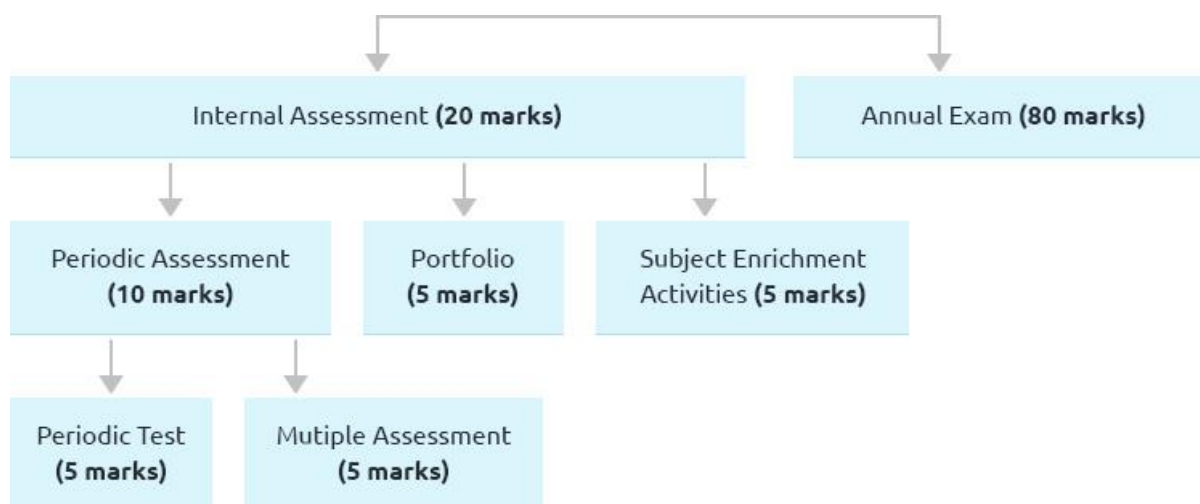 Internal Assessment (20 marks)
Annual Exam (80 marks)
Periodic Assessment
(10 marks)
Portfolio
(5 marks)
Subject Enrichment
Activities (5 marks)
Periodic Test
(5 marks)
Mutiple Assessment
(5 marks)